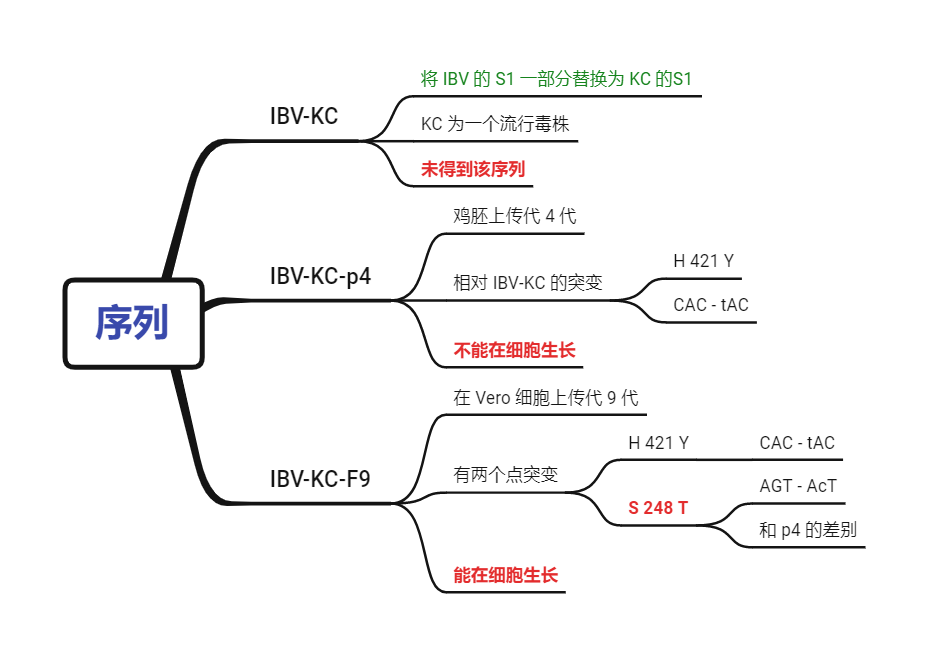 序列
IBV-KC
将 IBV 的 S1 一部分替换为 KC 的S1
KC 为一个流行毒株
未得到该序列
IBV-KC-p4
鸡胚上传代 4 代
相对 IBV-KC 的突变
H 421 Y
CAC - tAC
不能在细胞生长
IBV-KC-F9
在 Vero 细胞上传代 9 代
有两个点突变
H 421 Y
CAC - tAC
S 248 T
AGT - AcT
和 p4 的差别
能在细胞生长